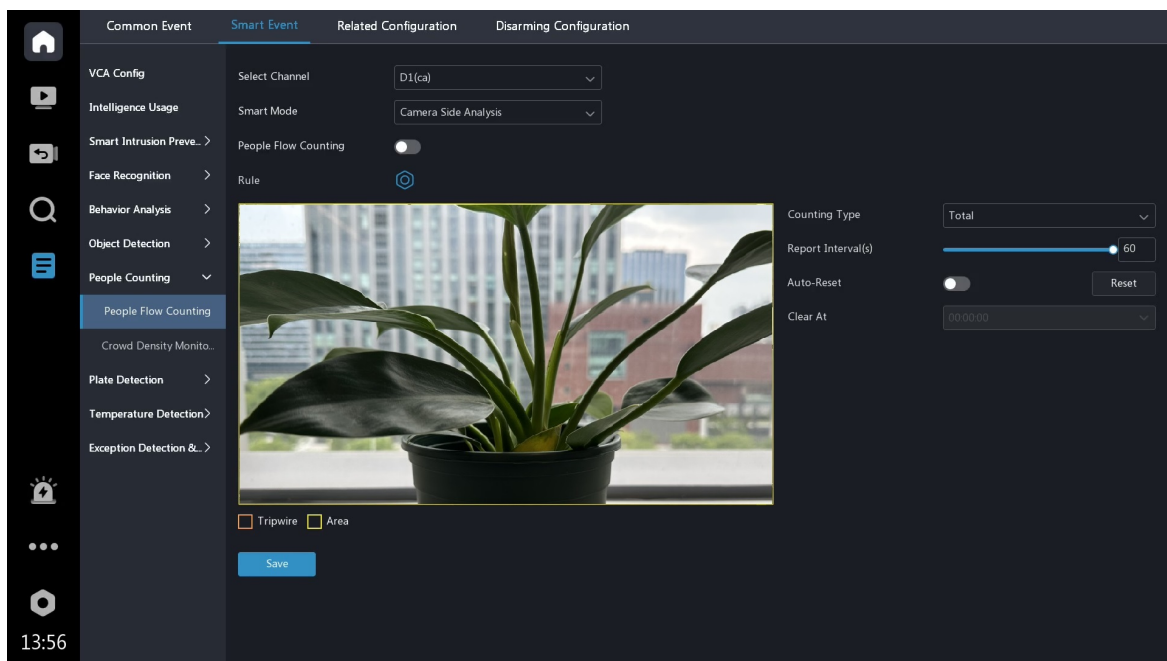 Common Event
Smart Event
Related Configuration
Disarming Configuration
VCA Config
Intelligence Usage
Smart Intrusion Preve...
Face Recognition
Behavior Analysis
Object Detection
People Counting
People Flow Counting
Crowd Density Monito...
Plate Detection
Temperature Detection
Exception Detection &...
13:56
Select Channel
D1(ca)
Smart Mode
Camera Side Analysis
People Flow Counting
Rule
Counting Type
Total
Report Interval(s)
60
Auto-Reset
Reset
Clear At
00:00:00
Tripwire
Area
Save